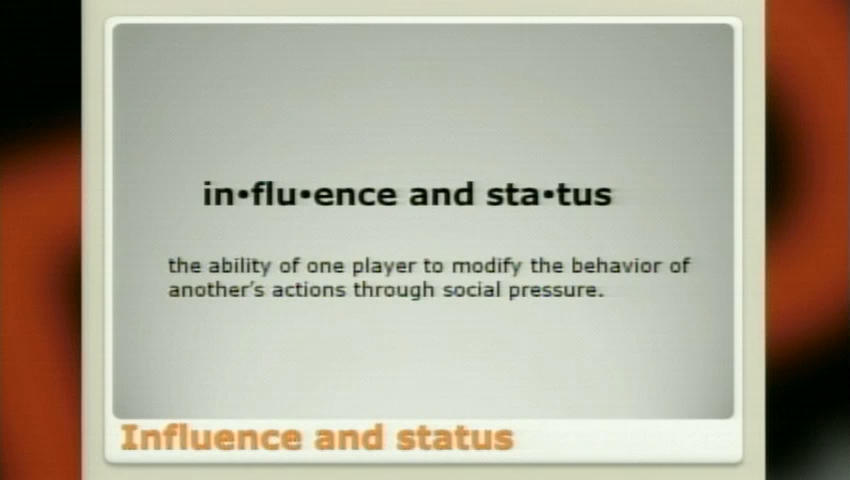 in•flu•ence and sta•tus
the ability of one player to modify the behavior of
another's actions through social pressure.
Influence and status